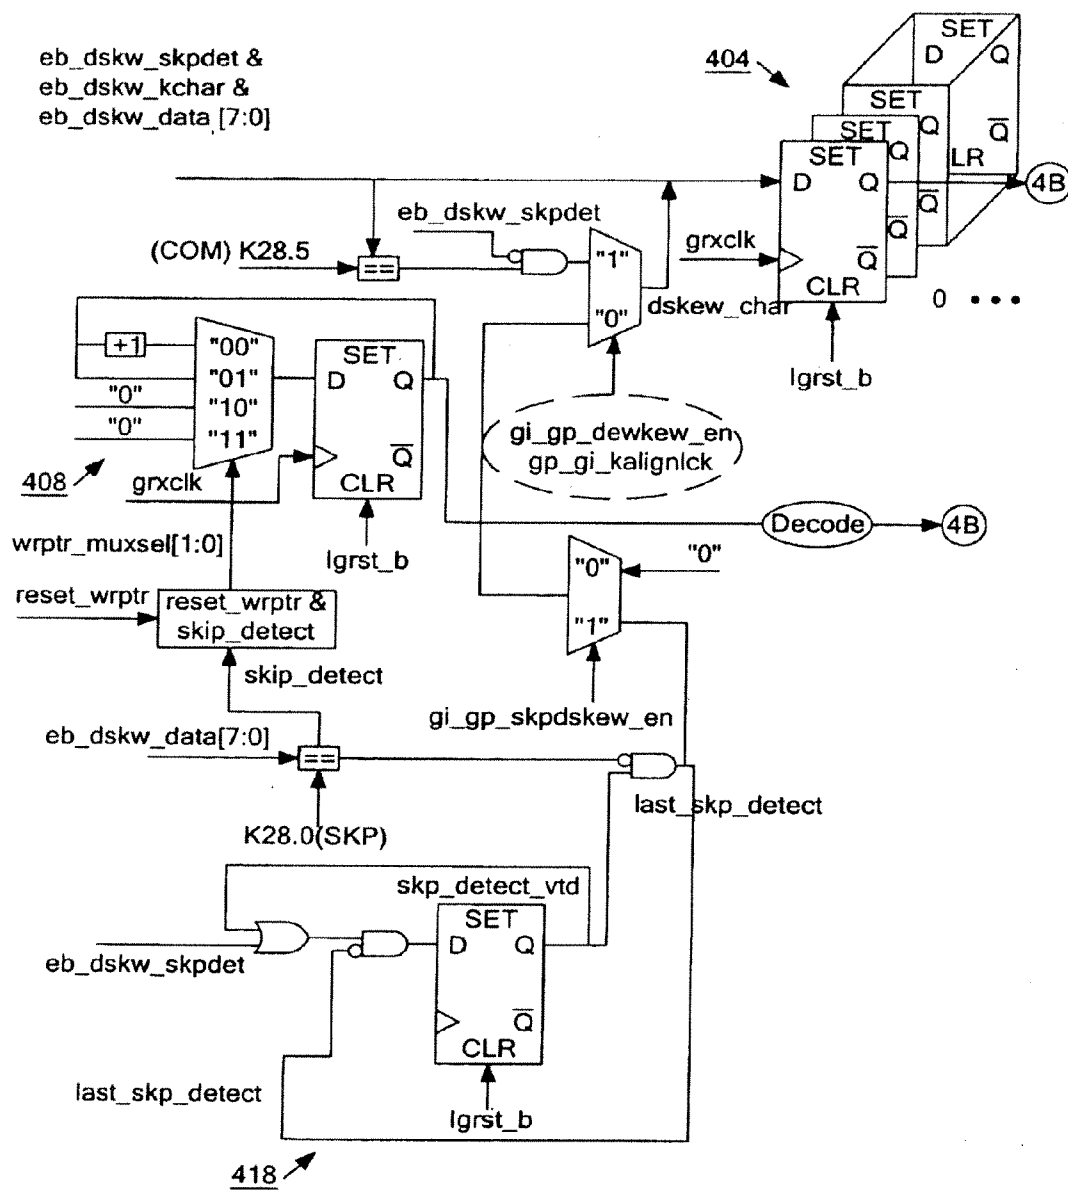 eb_dskw_skpdet &
eb_dskw_kchar &
eb_dskw_data [7:0]
404
SET
D Q
Q
LR
SET
Q
Q
SET
Q
Q
SET
D Q
Q
CLR
4B
eb_dskw_skpdet
(COM) K28.5
==
"1"
"0"
grxclk
dskew_char
0 •••
lgrst_b
+1
"00"
"01"
"0"
"10"
"0"
"11"
SET
D Q
Q
CLR
408
grxclk
gi_gp_dewkew_en
gp_gi_kalignlck
Decode
4B
wrptr_muxsel[1:0]
lgrst_b
"0"
"0"
"1"
reset_wrptr
reset_wrptr &
skip_detect
skip_detect
gi_gp_skpdskew_en
eb_dskw_data[7:0]
==
last_skp_detect
K28.0(SKP)
skp_detect_vtd
SET
D Q
Q
CLR
eb_dskw_skpdet
last_skp_detect
lgrst_b
418